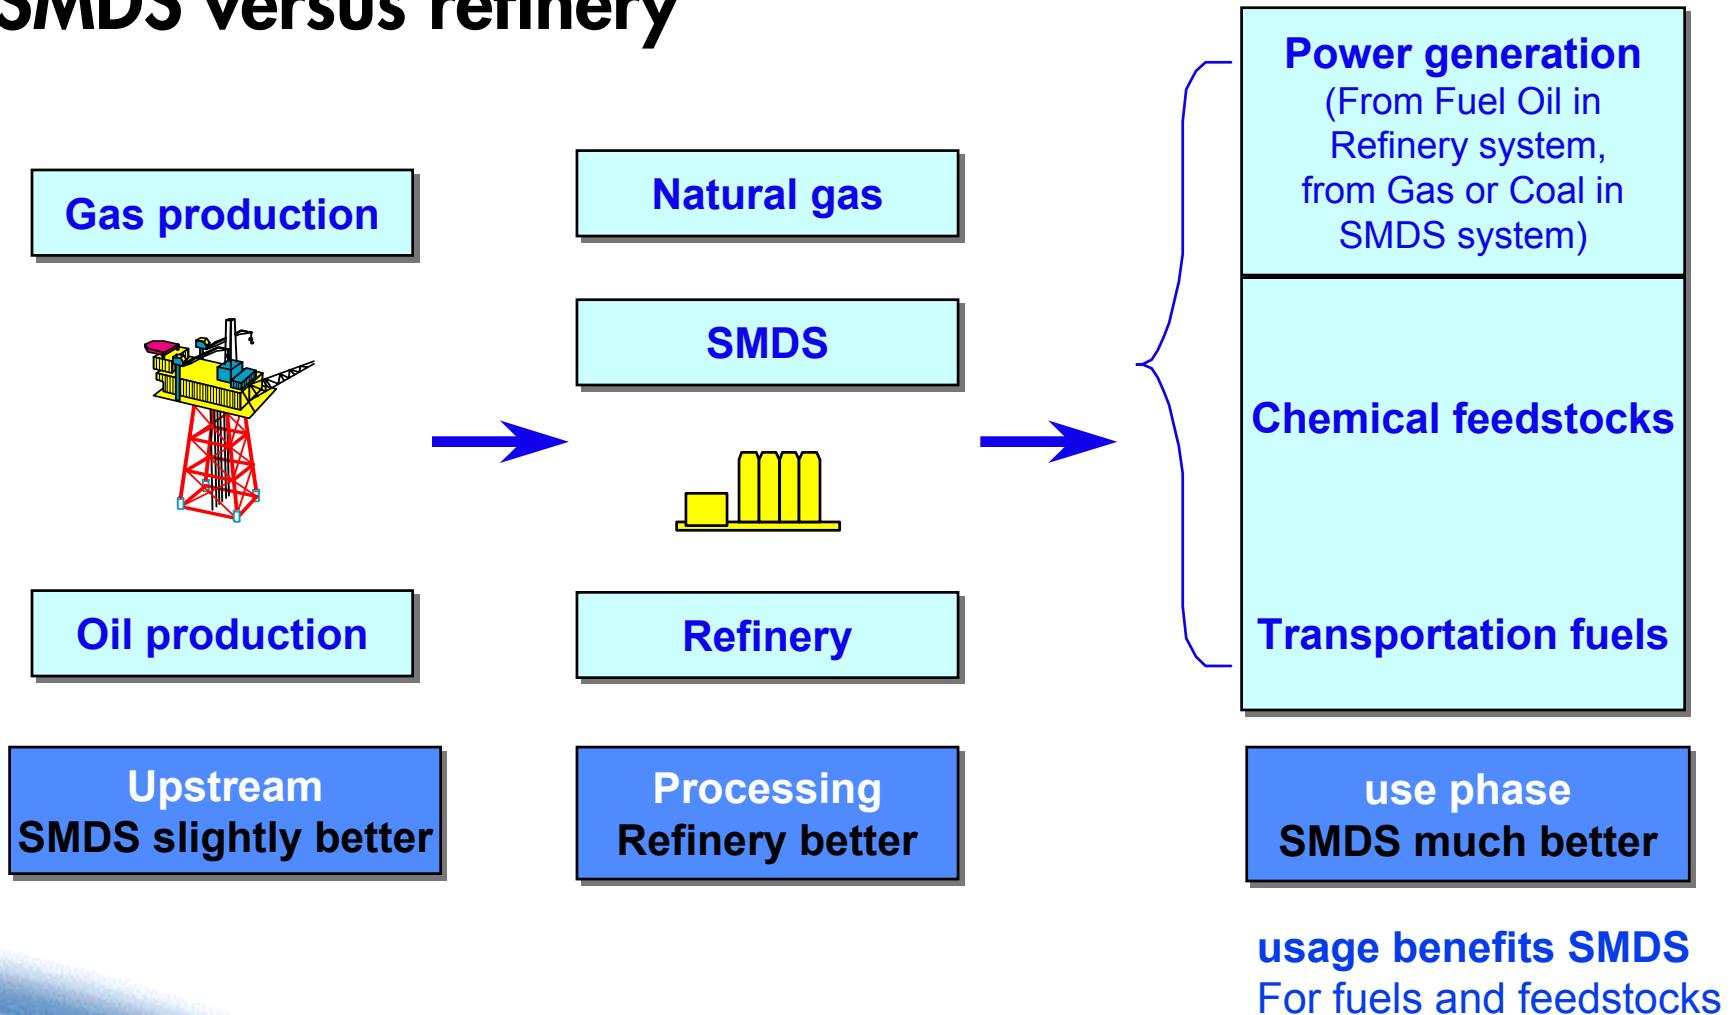 SMDS versus refinery
Gas production
Oil production
Upstream
SMDS slightly better
Natural gas
SMDS
Refinery
Processing
Refinery better
Power generation
(From Fuel Oil in
Refinery system,
from Gas or Coal in
SMDS system)
Chemical feedstocks
Transportation fuels
use phase
SMDS much better
usage benefits SMDS
For fuels and feedstocks